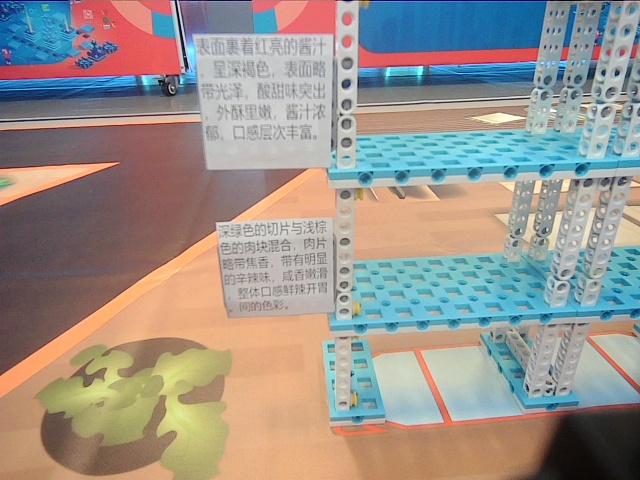 表面裹着红亮的酱汁
，呈深褐色，表面略
带光泽，酸甜味突出
，外酥里嫩，酱汁浓
郁，口感层次丰富。
深绿色的切片与浅棕
色的肉块混合，肉片
略带焦香，带有明显
的辛辣味，咸香嫩滑
，整体口感鲜辣开胃
，间的色彩。